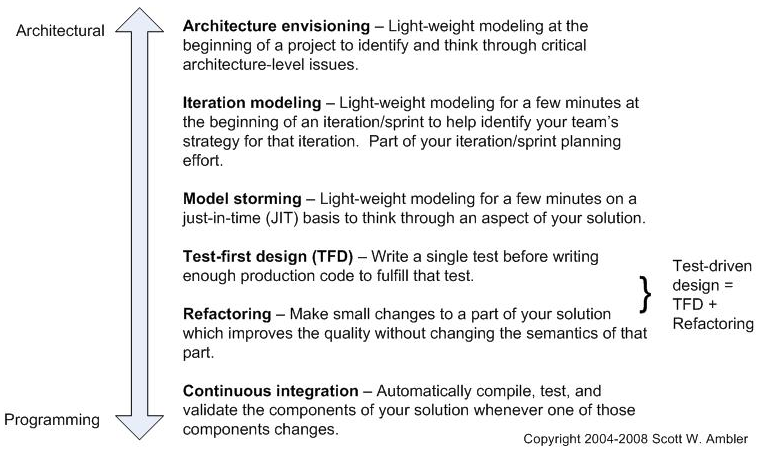 Architectural
Architecture envisioning – Light-weight modeling at the
beginning of a project to identify and think through critical
architecture-level issues.
Iteration modeling – Light-weight modeling for a few minutes at
the beginning of an iteration/sprint to help identify your team's
strategy for that iteration.  Part of your iteration/sprint planning
effort.
Model storming – Light-weight modeling for a few minutes on a
just-in-time (JIT) basis to think through an aspect of your solution.
Test-first design (TFD) – Write a single test before writing
enough production code to fulfill that test.
Refactoring – Make small changes to a part of your solution
which improves the quality without changing the semantics of that
part.
}
Test-driven
design =
TFD +
Refactoring
Continuous integration – Automatically compile, test, and
validate the components of your solution whenever one of those
components changes.
Programming
Copyright 2004-2008 Scott W. Ambler